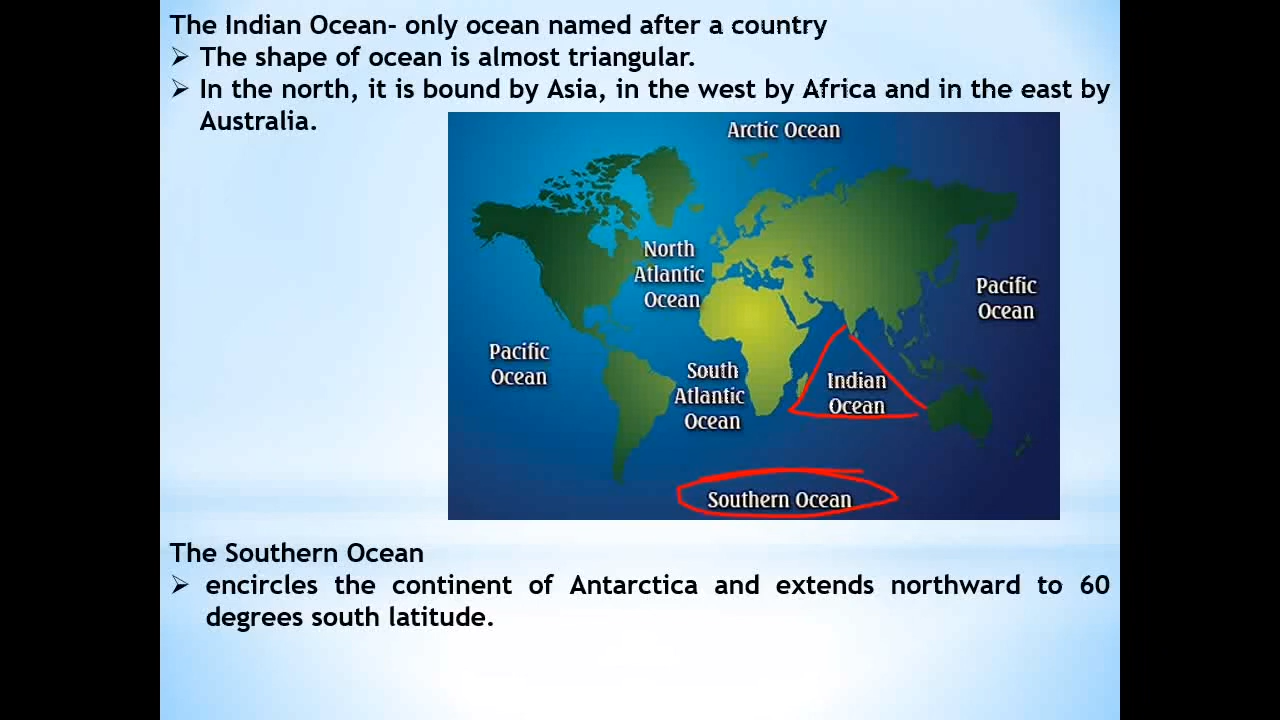 The Indian Ocean- only ocean named after a country
➢ The shape of ocean is almost triangular.
➢ In the north, it is bound by Asia, in the west by Africa and in the east by
Australia.
Arctic Ocean
North
Atlantic
Ocean
Pacific
Ocean
Pacific
Ocean
South
Atlantic
Ocean
Indian
Ocean
Southern Ocean
The Southern Ocean
➢ encircles the continent of Antarctica and extends northward to 60
degrees south latitude.